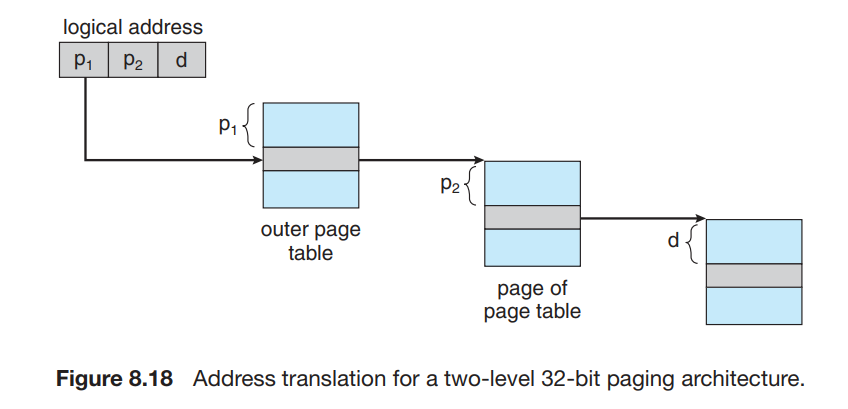 logical address
p₁ p₂ d
p₁
p₂
outer page
table
d
page of
page table
Figure 8.18 Address translation for a two-level 32-bit paging architecture.